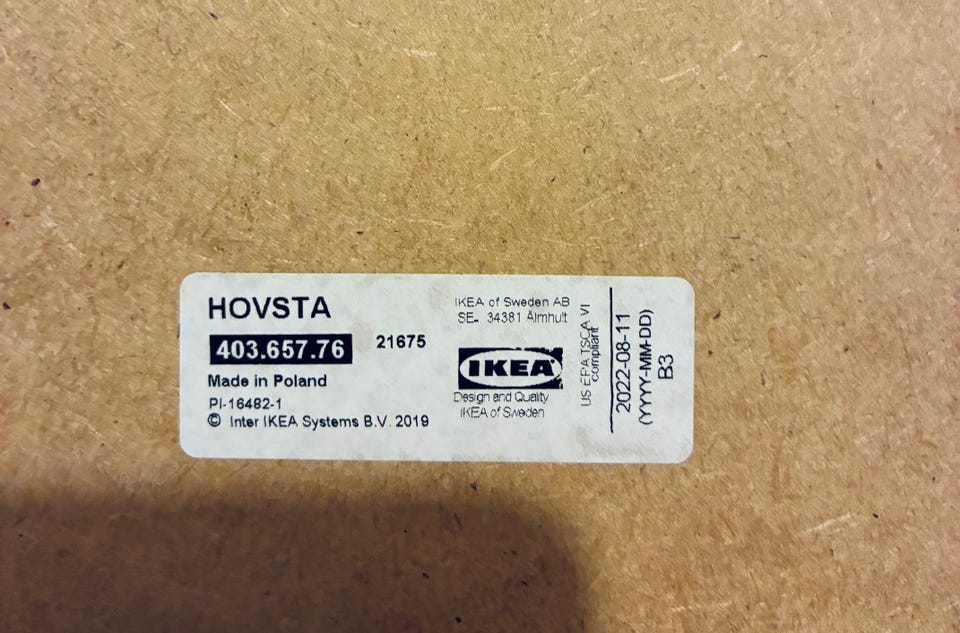 HOVSTA
403.657.76 21675
Made in Poland
PI-16482-1
© Inter IKEA Systems B.V. 2019
IKEA of Sweden AB
SE- 34381 Älmhult
IKEA
Design and Quality
IKEA of Sweden
US EPA TSCA VI
compliant
2022-08-11
(YYYY-MM-DD)
B3